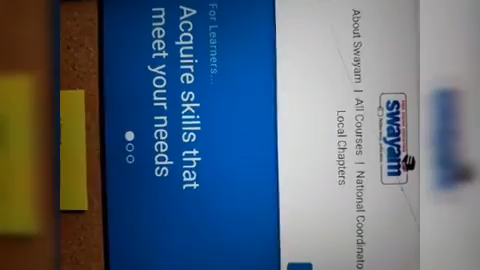 swayam
About Swayam | All Courses | National Coordinato
Local Chapters
For Learners...
Acquire skills that
meet your needs